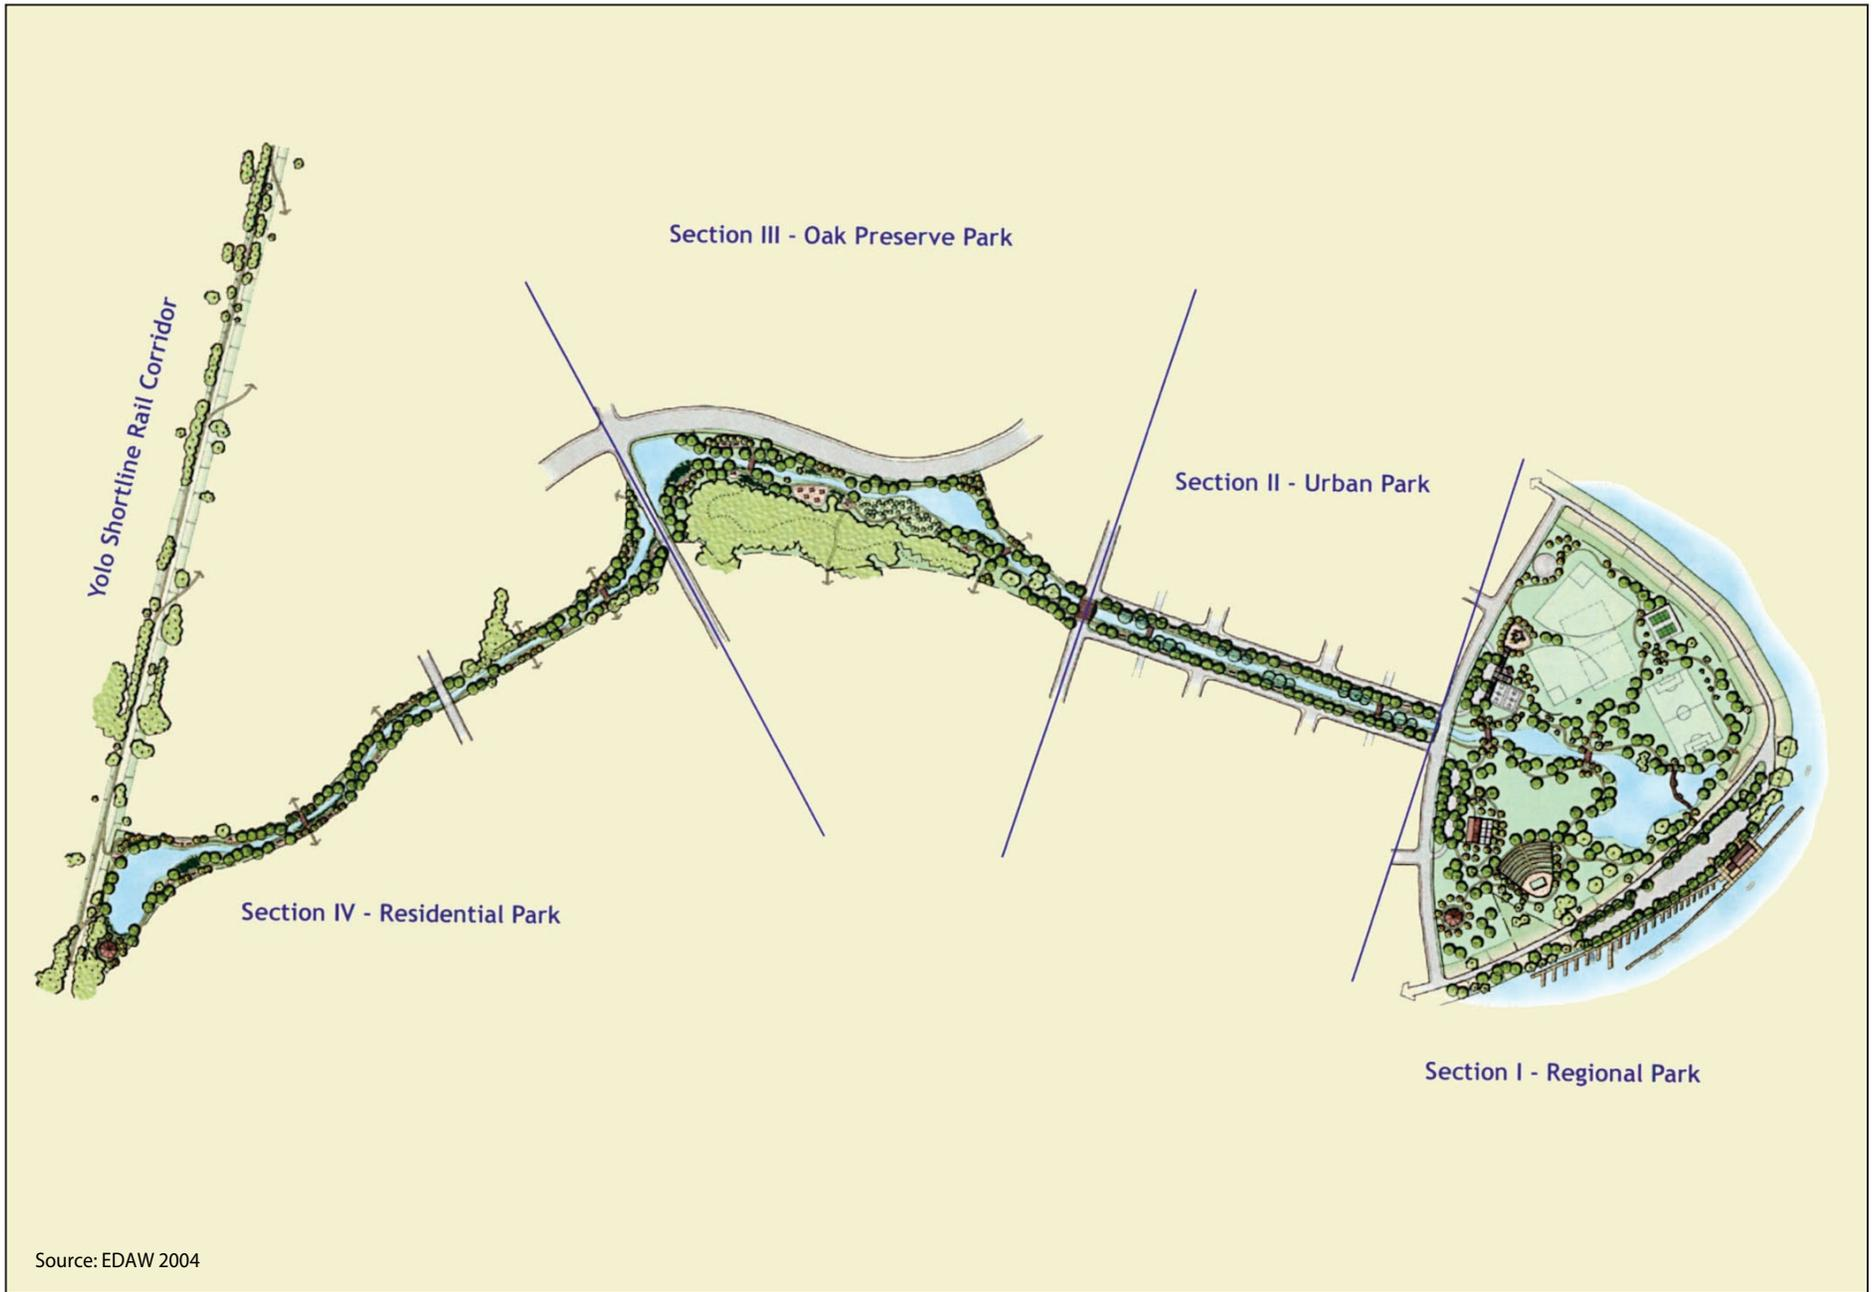 Section III - Oak Preserve Park
Yolo Shortline Rail Corridor
Section II - Urban Park
Section IV - Residential Park
Section I - Regional Park
Source: EDAW 2004